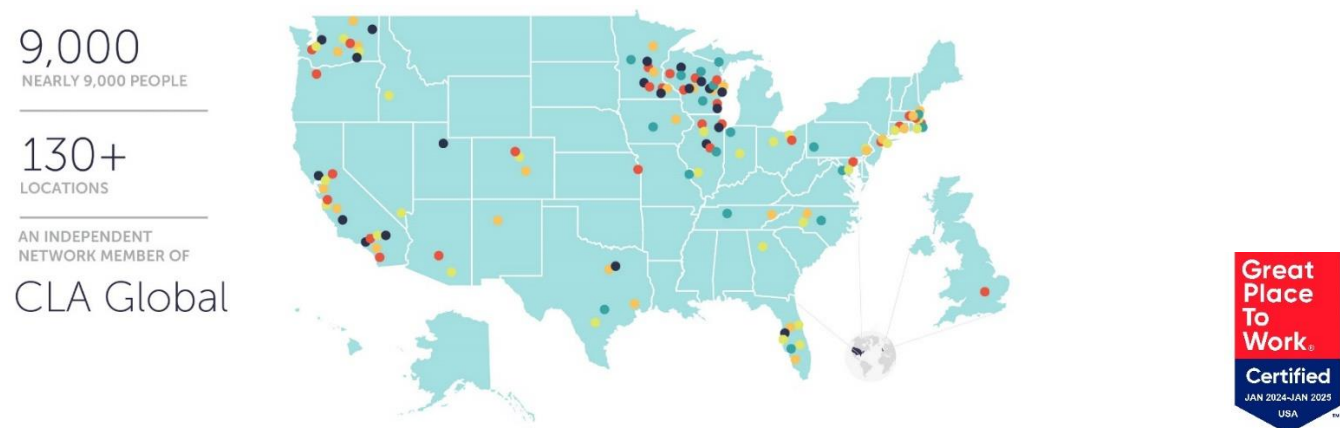 9,000
NEARLY 9,000 PEOPLE
130+
LOCATIONS
AN INDEPENDENT
NETWORK MEMBER OF
CLA Global
Great
Place
To
Work®
Certified
JAN 2024-JAN 2025
USA
™